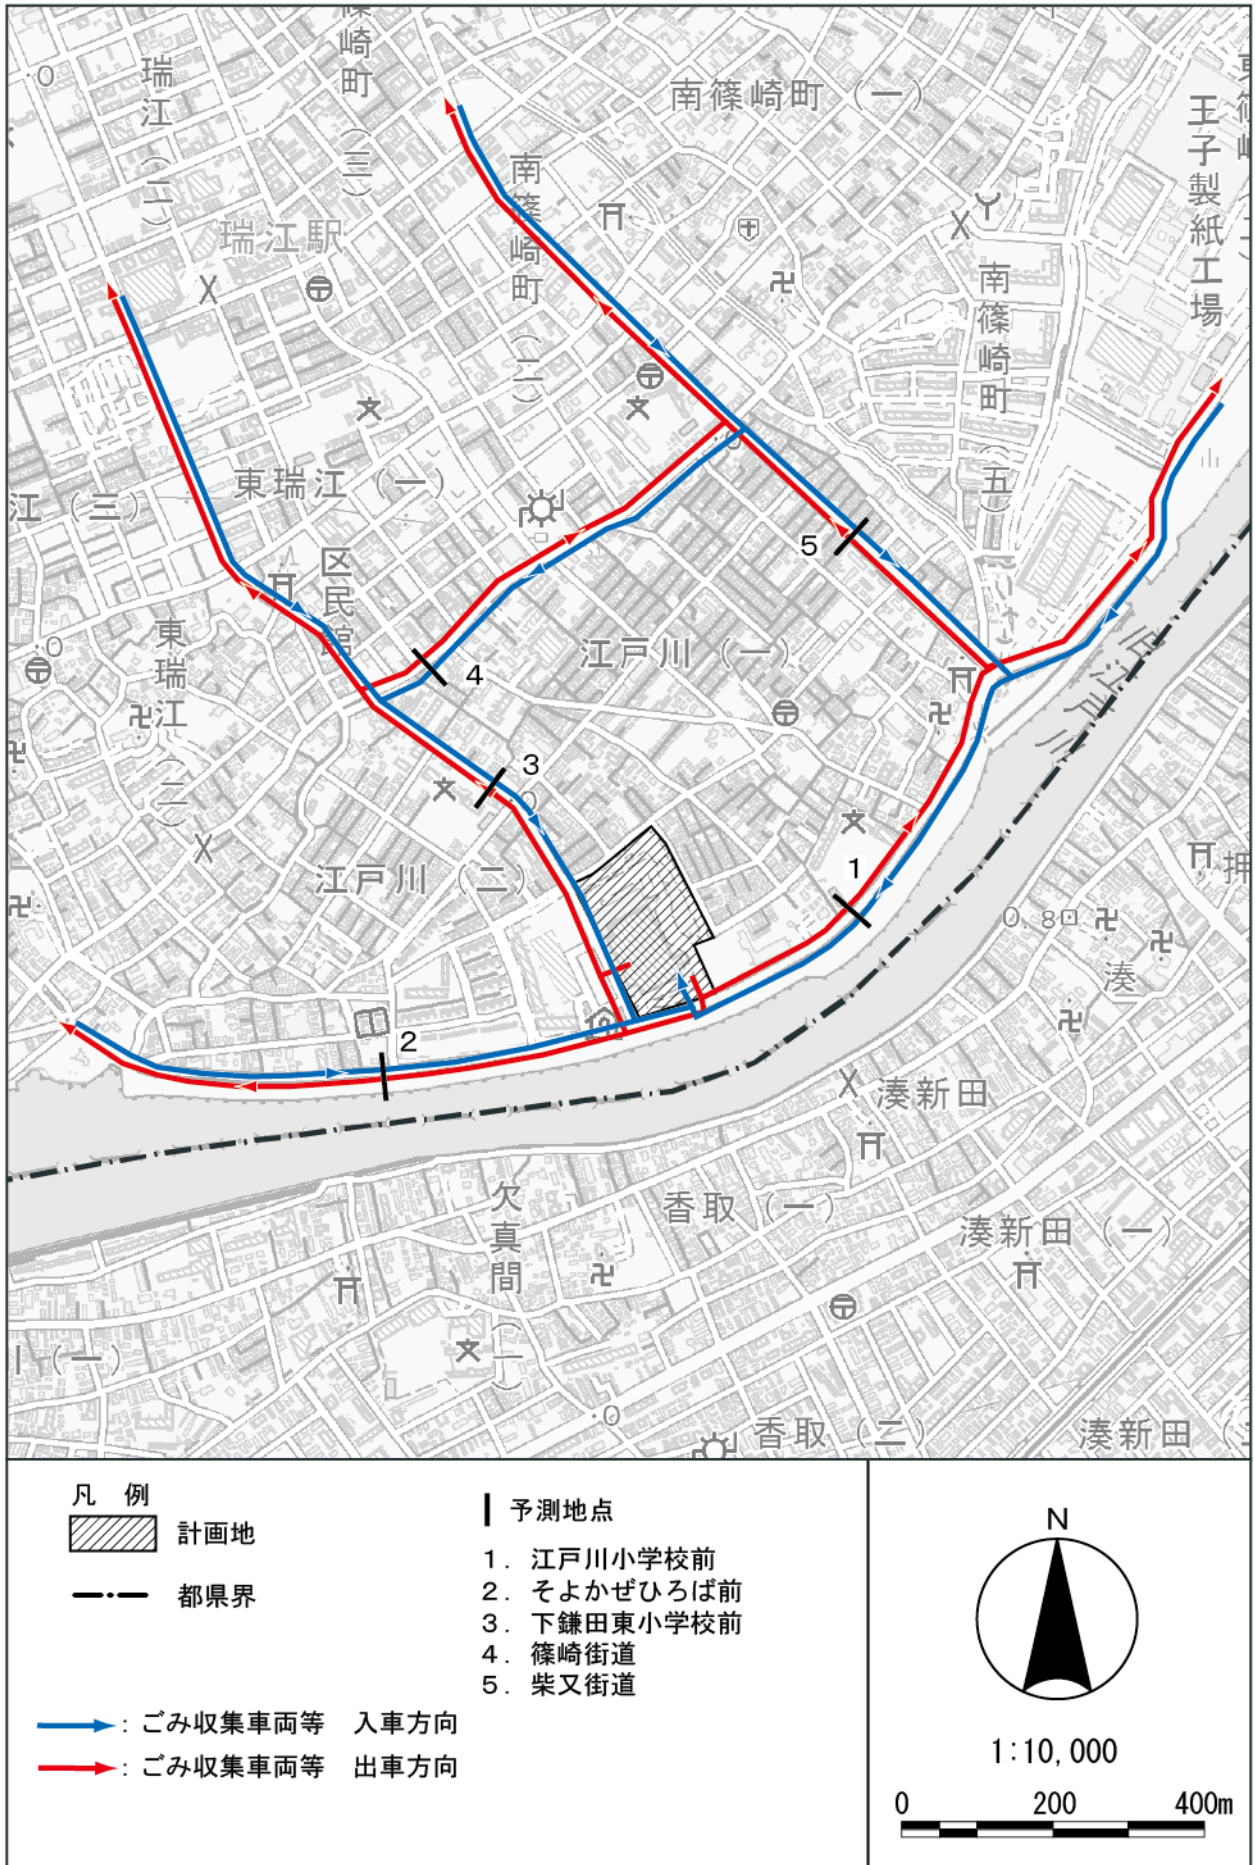 瑞江（二）
篠崎町（三）
南篠崎町（一）
南篠崎町（二）
王子製紙工場
瑞江駅
南篠崎町（五）
東瑞江（一）
江（三）
区民館
東瑞江（二）
江戸川（一）
旧江戸川
江戸川（二）
5
4
3
1
2
0.8
押
湊
湊新田
欠真間（一）
香取（一）
湊新田（一）
（一）
香取（二）
湊新田
凡　例
計画地
都県界
予測地点
1．江戸川小学校前
2．そよかぜひろば前
3．下鎌田東小学校前
4．篠崎街道
5．柴又街道
：ごみ収集車両等　入車方向
：ごみ収集車両等　出車方向
N
1:10,000
0 200 400m